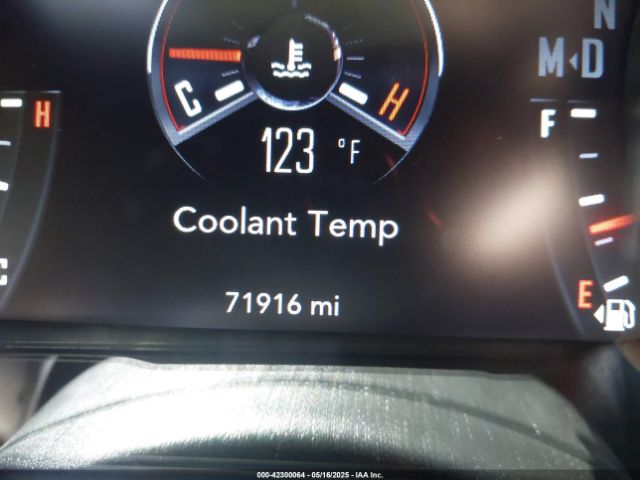 N
M◂D
H
C H
F
123 °F
Coolant Temp
C
E
71916 mi
000-42300064 - 05/16/2025 - IAA Inc.